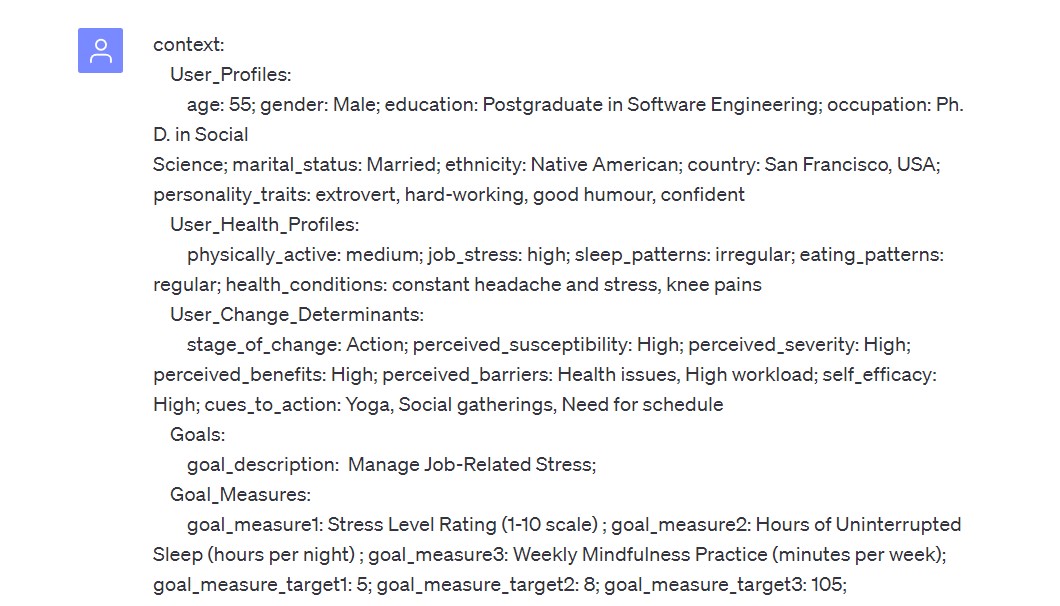 context:
User_Profiles:
age: 55; gender: Male; education: Postgraduate in Software Engineering; occupation: Ph.
D. in Social
Science; marital_status: Married; ethnicity: Native American; country: San Francisco, USA;
personality_traits: extrovert, hard-working, good humour, confident
User_Health_Profiles:
physically_active: medium; job_stress: high; sleep_patterns: irregular; eating_patterns:
regular; health_conditions: constant headache and stress, knee pains
User_Change_Determinants:
stage_of_change: Action; perceived_susceptibility: High; perceived_severity: High;
perceived_benefits: High; perceived_barriers: Health issues, High workload; self_efficacy:
High; cues_to_action: Yoga, Social gatherings, Need for schedule
Goals:
goal_description:  Manage Job-Related Stress;
Goal_Measures:
goal_measure1: Stress Level Rating (1-10 scale) ; goal_measure2: Hours of Uninterrupted
Sleep (hours per night) ; goal_measure3: Weekly Mindfulness Practice (minutes per week);
goal_measure_target1: 5; goal_measure_target2: 8; goal_measure_target3: 105;